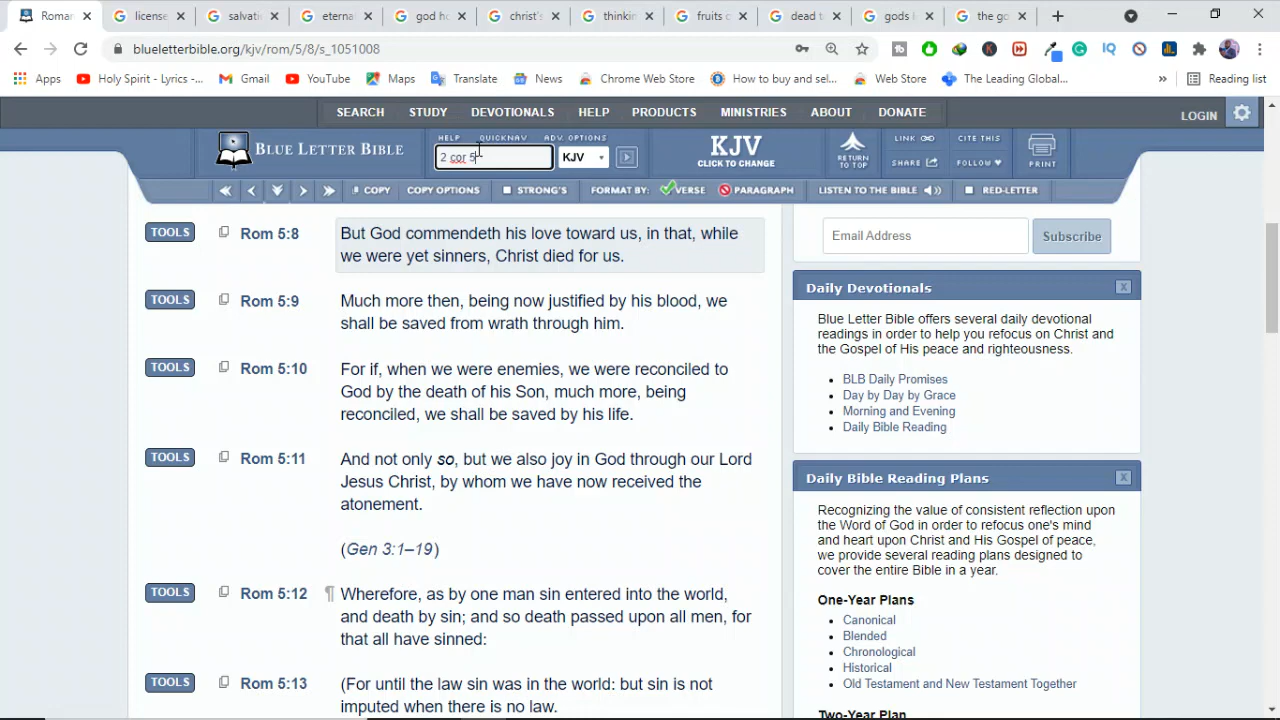 Roman
license
salvati
eterna
god ho
christ's
thinkin
fruits o
dead t
gods l
the go
blueletterbible.org/kjv/rom/5/8/s_1051008
Apps
Holy Spirit - Lyrics -...
Gmail
YouTube
Maps
Translate
News
Chrome Web Store
How to buy and sel...
Web Store
The Leading Global...
»
Reading list
SEARCH STUDY DEVOTIONALS HELP PRODUCTS MINISTRIES ABOUT DONATE
LOGIN
BLUE LETTER BIBLE
HELP QUICKNAV ADV. OPTIONS
2 cor 5
KJV
KJV
CLICK TO CHANGE
RETURN
TO TOP
LINK
CITE THIS
SHARE
FOLLOW
PRINT
COPY COPY OPTIONS STRONG'S FORMAT BY: VERSE PARAGRAPH LISTEN TO THE BIBLE RED-LETTER
TOOLS Rom 5:8 But God commendeth his love toward us, in that, while
we were yet sinners, Christ died for us.
TOOLS Rom 5:9 Much more then, being now justified by his blood, we
shall be saved from wrath through him.
TOOLS Rom 5:10 For if, when we were enemies, we were reconciled to
God by the death of his Son, much more, being
reconciled, we shall be saved by his life.
TOOLS Rom 5:11 And not only so, but we also joy in God through our Lord
Jesus Christ, by whom we have now received the
atonement.
(Gen 3:1–19)
TOOLS Rom 5:12 ¶ Wherefore, as by one man sin entered into the world,
and death by sin; and so death passed upon all men, for
that all have sinned:
TOOLS Rom 5:13 (For until the law sin was in the world: but sin is not
imputed when there is no law.
Email Address
Subscribe
Daily Devotionals
X
Blue Letter Bible offers several daily devotional
readings in order to help you refocus on Christ and
the Gospel of His peace and righteousness.
BLB Daily Promises
Day by Day by Grace
Morning and Evening
Daily Bible Reading
Daily Bible Reading Plans
X
Recognizing the value of consistent reflection upon
the Word of God in order to refocus one's mind
and heart upon Christ and His Gospel of peace,
we provide several reading plans designed to
cover the entire Bible in a year.
One-Year Plans
Canonical
Blended
Chronological
Historical
Old Testament and New Testament Together
Two-Year Plan